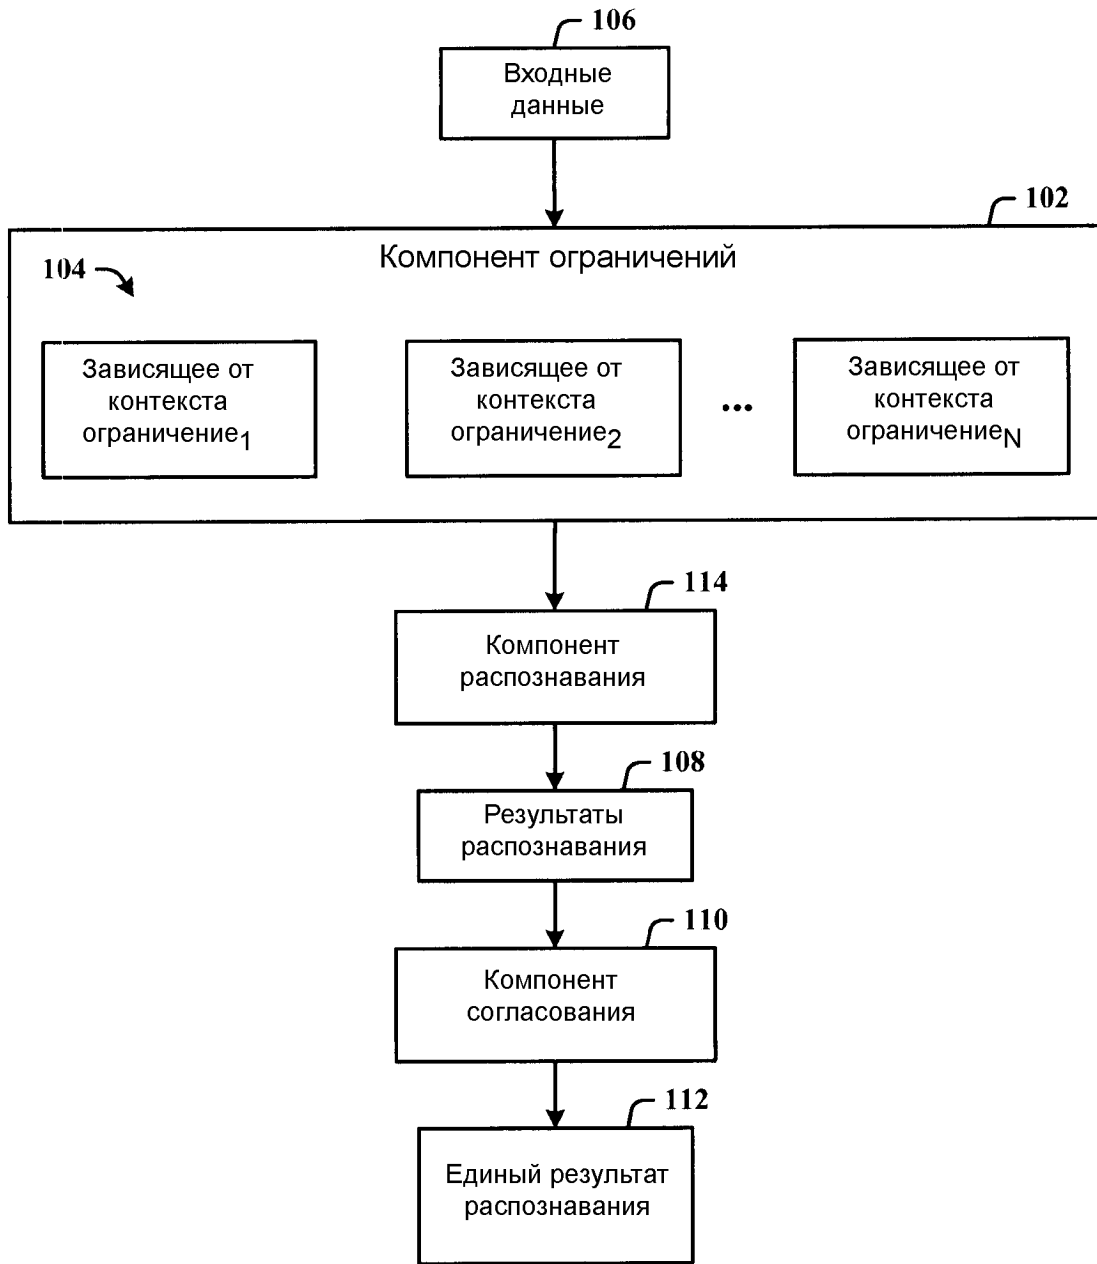 106
Входные
данные
102
Компонент ограничений
104
Зависящее от
контекста
ограничение1
Зависящее от
контекста
ограничение2
...
Зависящее от
контекста
ограничениеN
114
Компонент
распознавания
108
Результаты
распознавания
110
Компонент
согласования
112
Единый результат
распознавания